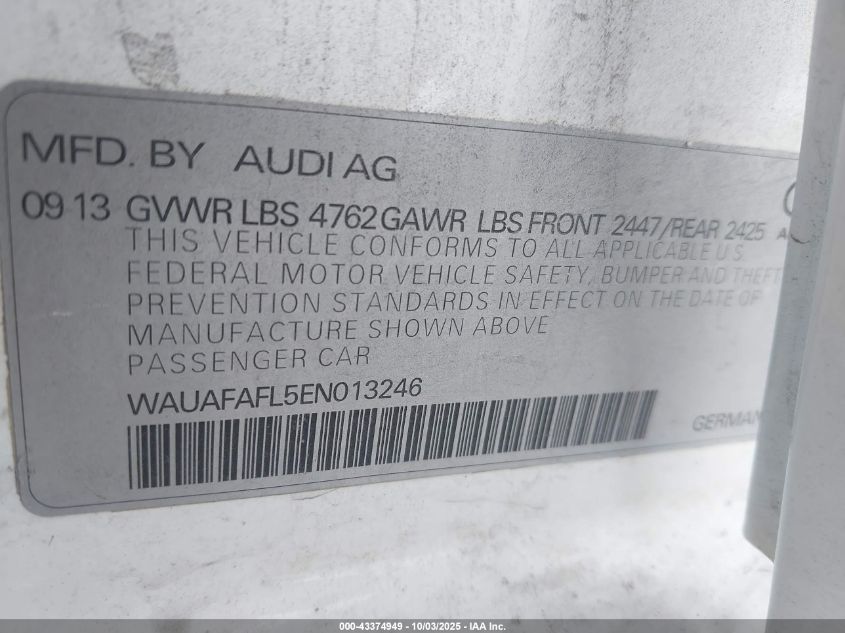 MFD. BY AUDI AG
09 13 GVWR LBS 4762 GAWR LBS FRONT 2447/REAR 2425
THIS VEHICLE CONFORMS TO ALL APPLICABLE U.S.
FEDERAL MOTOR VEHICLE SAFETY, BUMPER AND THEFT
PREVENTION STANDARDS IN EFFECT ON THE DATE OF
MANUFACTURE SHOWN ABOVE
PASSENGER CAR
WAUAFAFL5EN013246
GERMAN
000-43374949 - 10/03/2025 - IAA Inc.